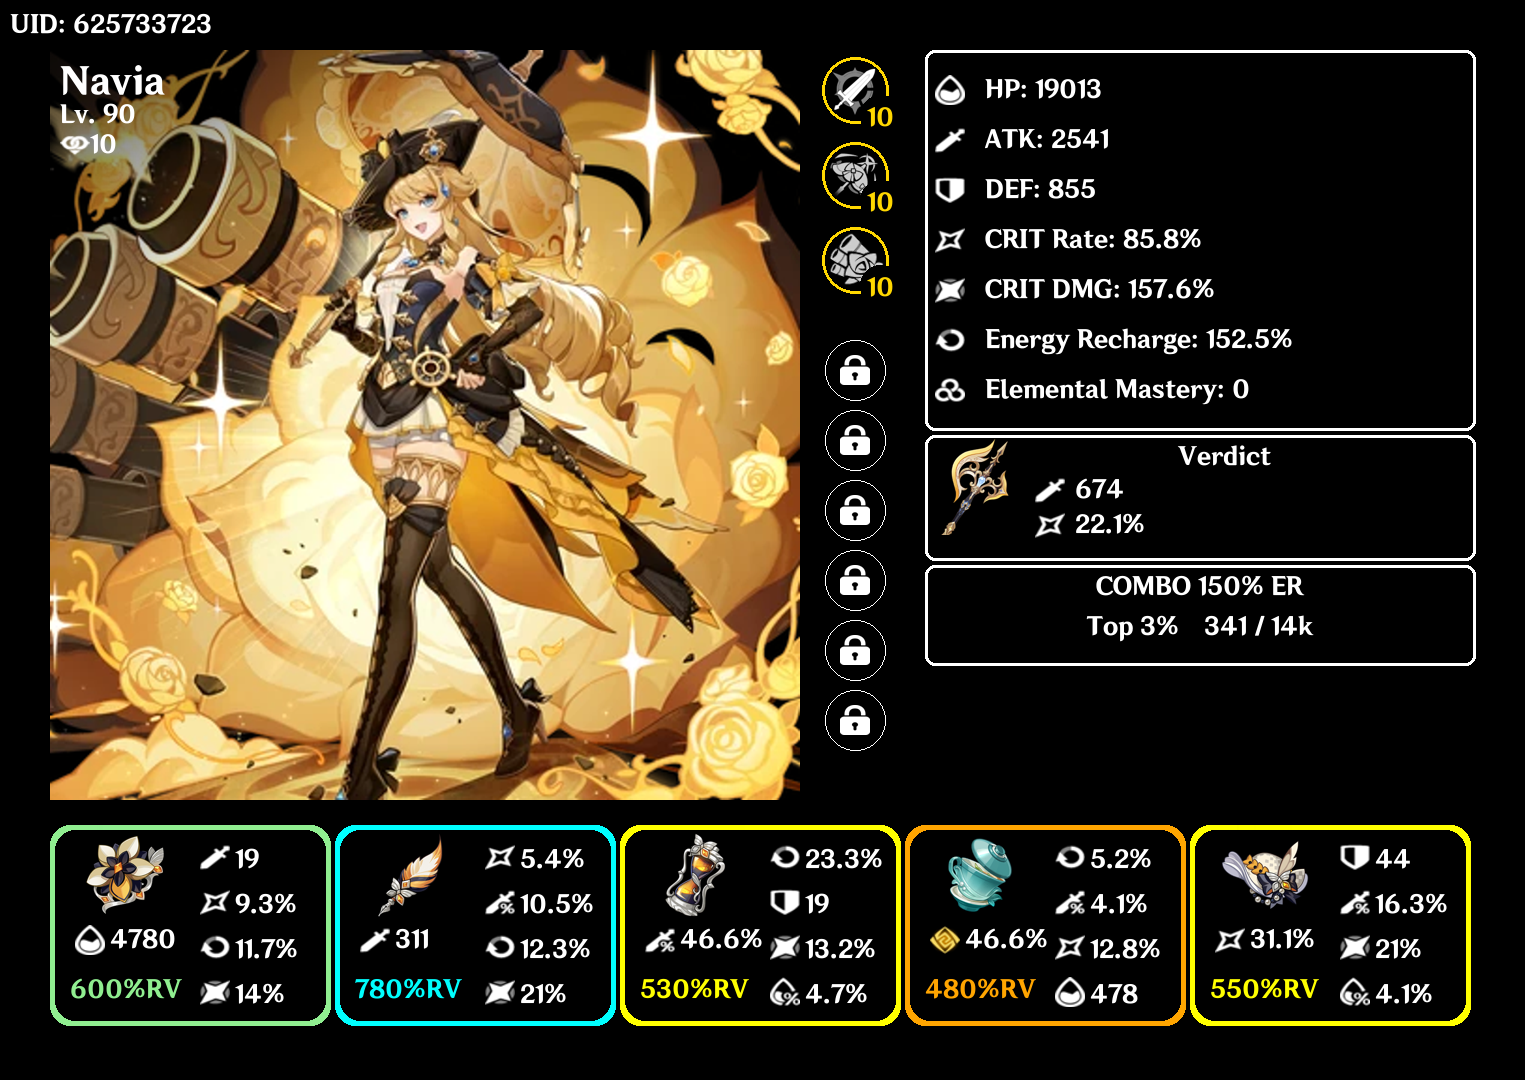 UID: 625733723
Navia
Lv. 90
10
10
10
10
HP: 19013
ATK: 2541
DEF: 855
CRIT Rate: 85.8%
CRIT DMG: 157.6%
Energy Recharge: 152.5%
Elemental Mastery: 0
Verdict
674
22.1%
COMBO 150% ER
Top 3% 341 / 14k
4780
600%RV
19
9.3%
11.7%
14%
311
780%RV
5.4%
10.5%
12.3%
21%
46.6%
530%RV
23.3%
19
13.2%
4.7%
46.6%
480%RV
5.2%
4.1%
12.8%
478
31.1%
550%RV
44
16.3%
21%
4.1%